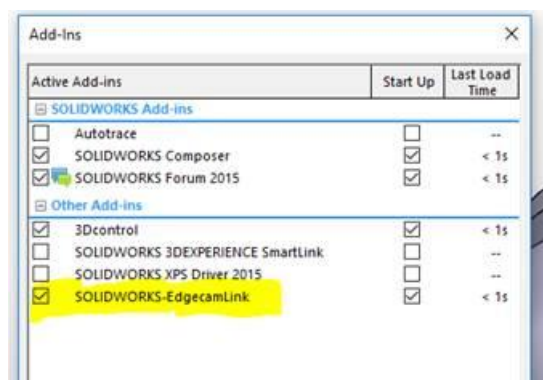 Add-Ins
Active Add-ins Start Up Last Load Time
SOLIDWORKS Add-ins
Autotrace --
SOLIDWORKS Composer < 1s
SOLIDWORKS Forum 2015 < 1s
Other Add-ins
3Dcontrol < 1s
SOLIDWORKS 3DEXPERIENCE SmartLink --
SOLIDWORKS XPS Driver 2015 --
SOLIDWORKS-EdgecamLink < 1s